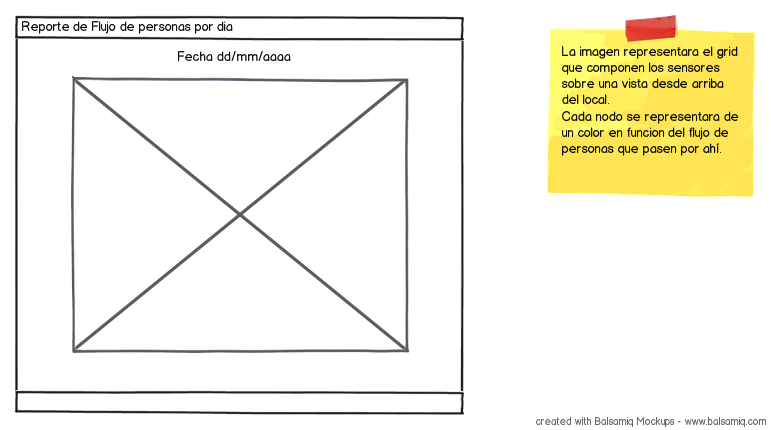 Reporte de Flujo de personas por dia
Fecha dd/mm/aaaa
La imagen representara el grid
que componen los sensores
sobre una vista desde arriba
del local.
Cada nodo se representara de
un color en funcion del flujo de
personas que pasen por ahí.
created with Balsamiq Mockups - www.balsamiq.com